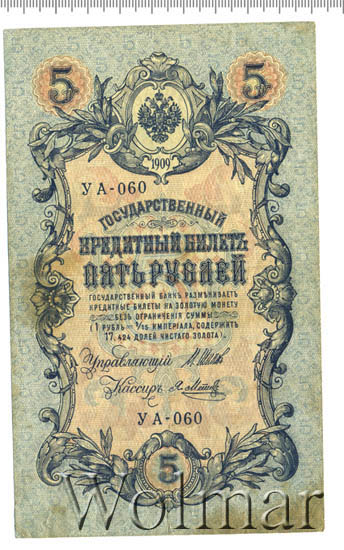 5 5
1909
УА-060
ГОСУДАРСТВЕННЫЙ
КРЕДИТНЫЙ БИЛЕТЪ
ПЯТЬ РУБЛЕЙ
ГОСУДАРСТВЕННЫЙ БАНКЪ РАЗМѢНИВАЕТЪ
КРЕДИТНЫЕ БИЛЕТЫ НА ЗОЛОТУЮ МОНЕТУ
БЕЗЪ ОГРАНИЧЕНІЯ СУММЫ
(1 РУБЛЬ = 1/15 ИМПЕРІАЛА, СОДЕРЖИТЪ
17,424 ДОЛЕЙ ЧИСТАГО ЗОЛОТА).
Управляющій
Кассиръ
УА-060
5
Wolmar